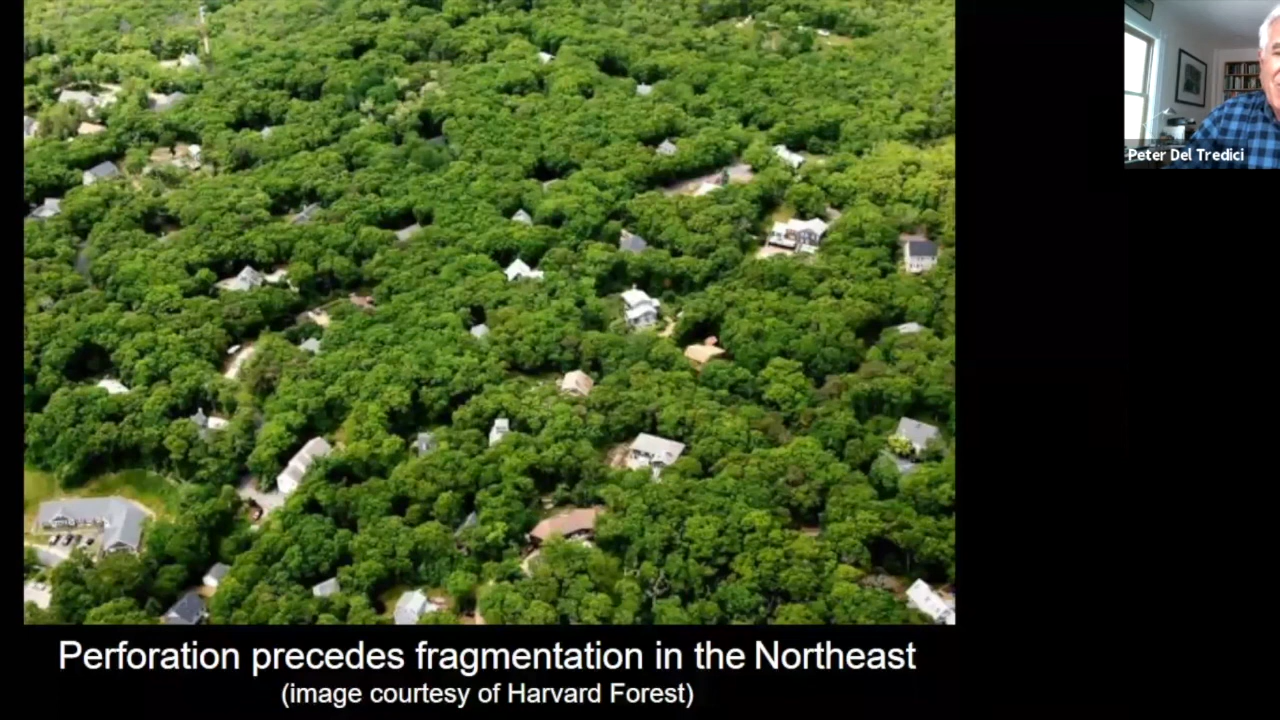 Peter Del Tredici
Perforation precedes fragmentation in the Northeast
(image courtesy of Harvard Forest)